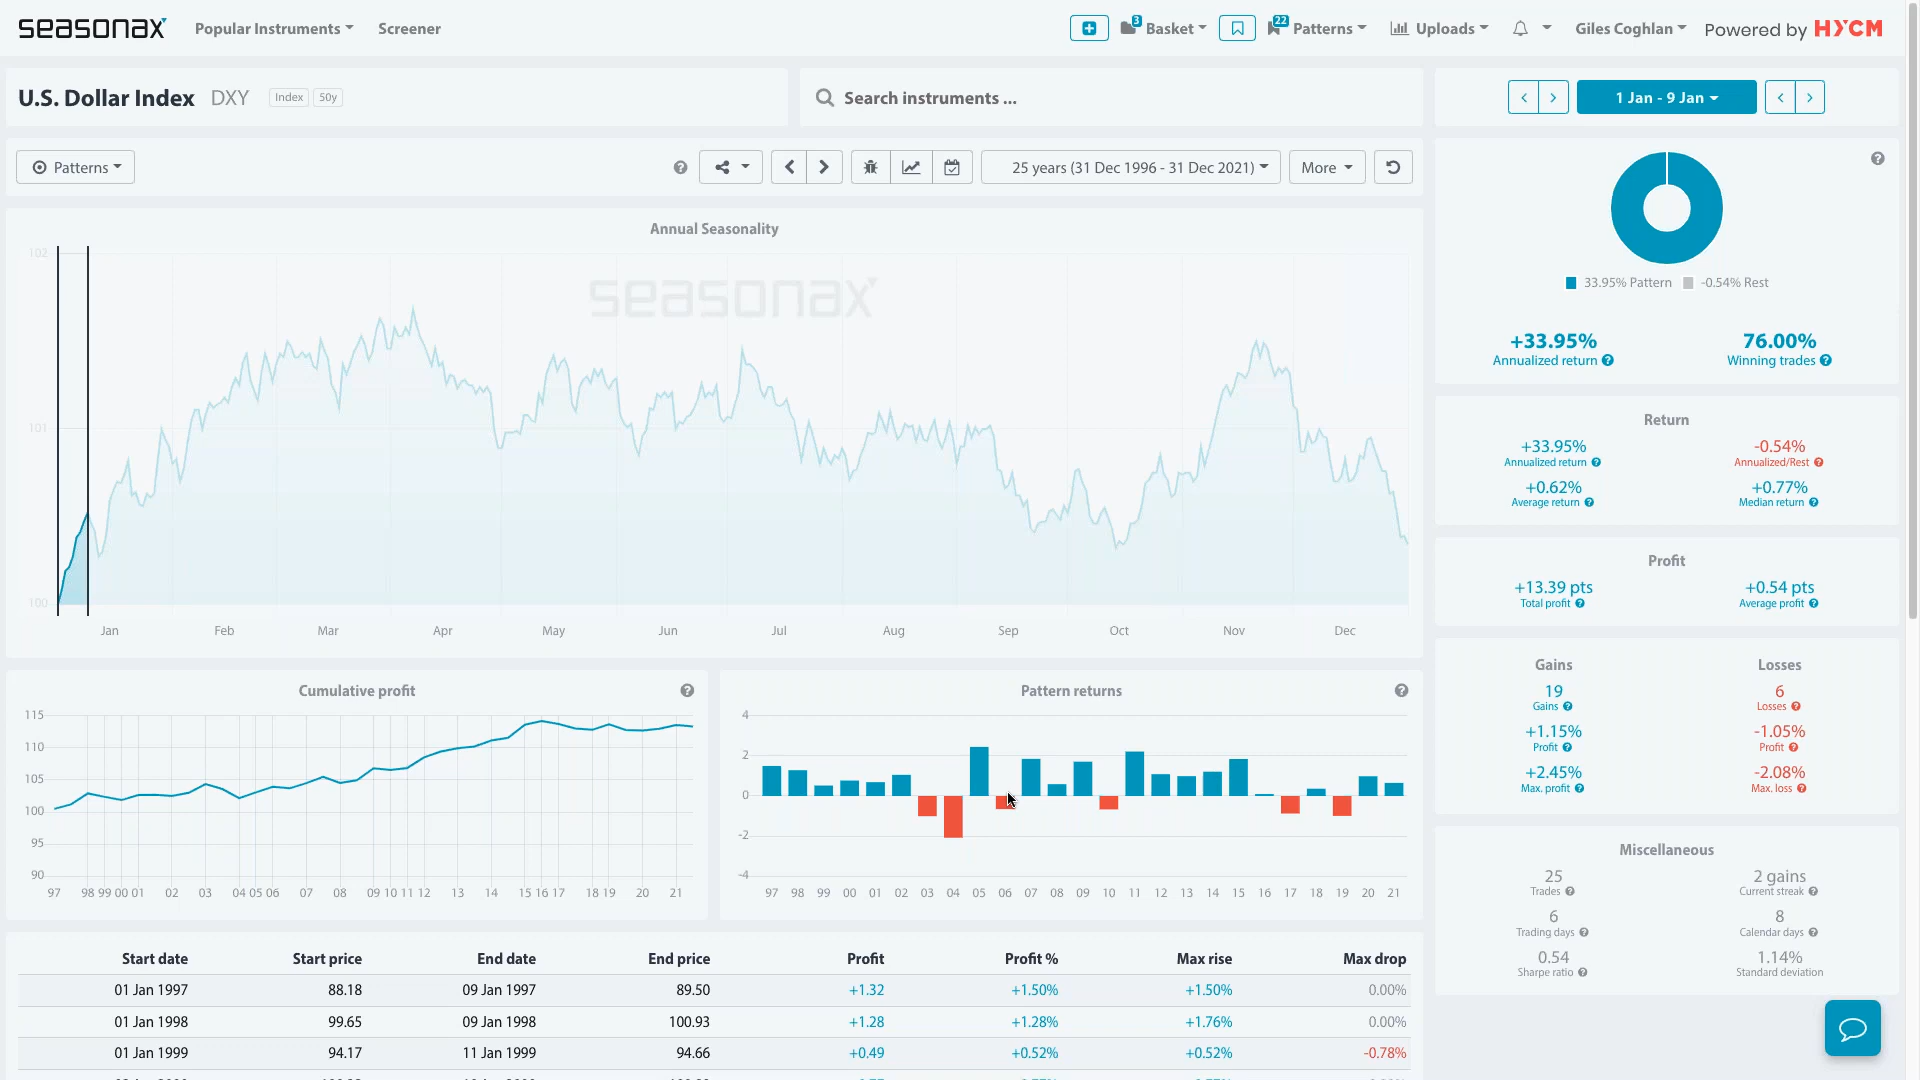 seasonax Popular Instruments Screener 3 Basket 22 Patterns Uploads Giles Coghlan Powered by HYCM
U.S. Dollar Index DXY Index 50y
Search instruments ...
1 Jan - 9 Jan
Patterns 25 years (31 Dec 1996 - 31 Dec 2021) More
Annual Seasonality
seasonax
102
101
100
Jan Feb Mar Apr May Jun Jul Aug Sep Oct Nov Dec
33.95% Pattern -0.54% Rest
+33.95% 76.00%
Annualized return Winning trades
Return
+33.95% -0.54%
Annualized return Annualized/Rest
+0.62% +0.77%
Average return Median return
Profit
+13.39 pts +0.54 pts
Total profit Average profit
Gains Losses
19 6
Gains Losses
+1.15% -1.05%
Profit Profit
+2.45% -2.08%
Max. profit Max. loss
Miscellaneous
25 2 gains
Trades Current streak
6 8
Trading days Calendar days
0.54 1.14%
Sharpe ratio Standard deviation
Cumulative profit
115
110
105
100
95
90
97 98 99 00 01 02 03 04 05 06 07 08 09 10 11 12 13 14 15 16 17 18 19 20 21
Pattern returns
4
2
0
-2
-4
97 98 99 00 01 02 03 04 05 06 07 08 09 10 11 12 13 14 15 16 17 18 19 20 21
Start date Start price End date End price Profit Profit % Max rise Max drop
01 Jan 1997 88.18 09 Jan 1997 89.50 +1.32 +1.50% +1.50% 0.00%
01 Jan 1998 99.65 09 Jan 1998 100.93 +1.28 +1.28% +1.76% 0.00%
01 Jan 1999 94.17 11 Jan 1999 94.66 +0.49 +0.52% +0.52% -0.78%